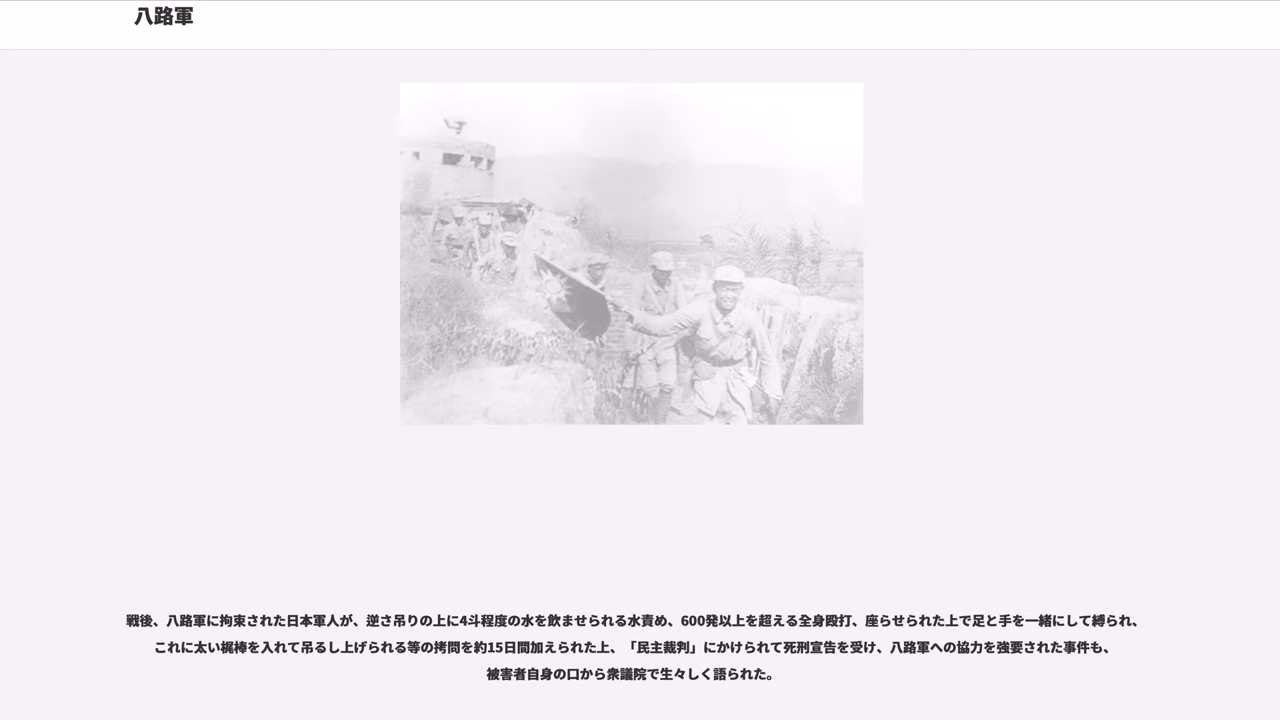 八路軍
戦後、八路軍に拘束された日本軍人が、逆さ吊りの上に4斗程度の水を飲ませられる水責め、600発以上を超える全身殴打、座らせられた上で足と手を一緒にして縛られ、
これに太い梶棒を入れて吊るし上げられる等の拷問を約15日間加えられた上、「民主裁判」にかけられて死刑宣告を受け、八路軍への協力を強要された事件も、
被害者自身の口から衆議院で生々しく語られた。